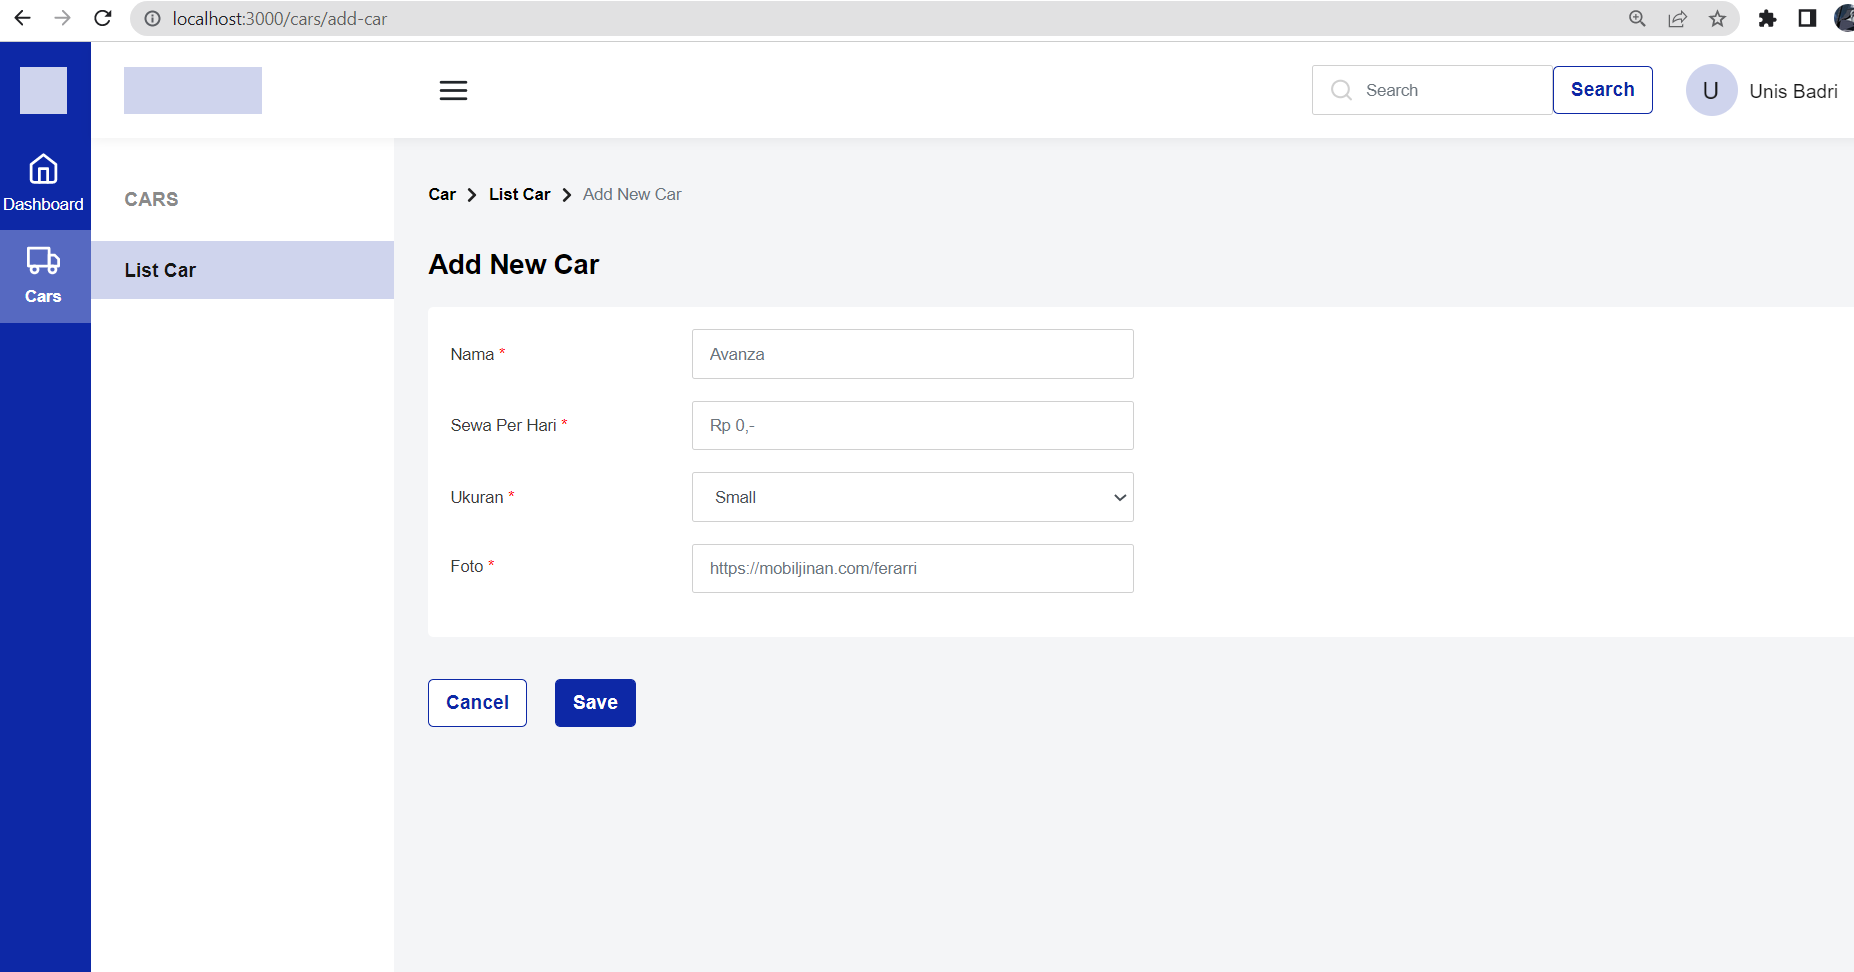 localhost:3000/cars/add-car
Search
Search
U
Unis Badri
Dashboard
Cars
CARS
List Car
Car
List Car
Add New Car
Add New Car
Nama *
Avanza
Sewa Per Hari *
Rp 0,-
Ukuran *
Small
Foto *
https://mobiljinan.com/ferarri
Cancel
Save